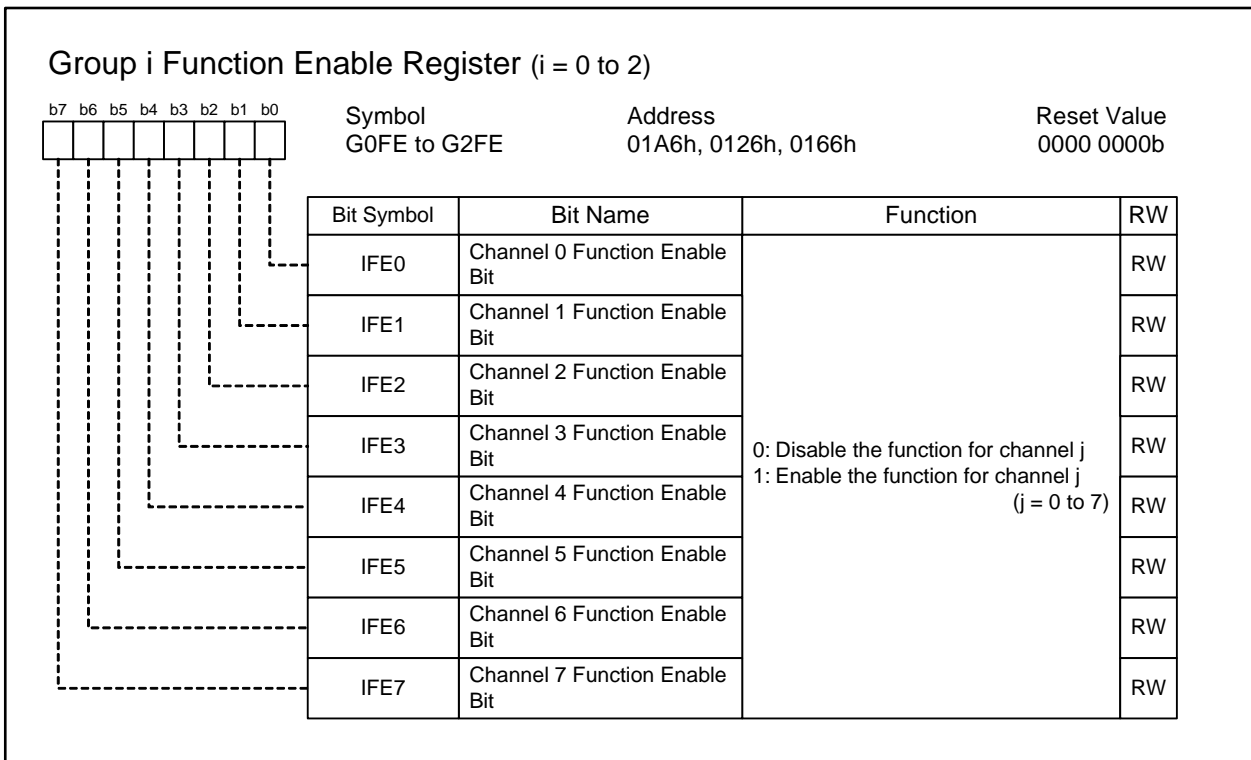 Group i Function Enable Register (i = 0 to 2)
b7 b6 b5 b4 b3 b2 b1 b0
Symbol Address Reset Value
G0FE to G2FE 01A6h, 0126h, 0166h 0000 0000b
Bit Symbol Bit Name Function RW
IFE0 Channel 0 Function Enable Bit RW
IFE1 Channel 1 Function Enable Bit RW
IFE2 Channel 2 Function Enable Bit RW
IFE3 Channel 3 Function Enable Bit RW
0: Disable the function for channel j
1: Enable the function for channel j
(j = 0 to 7)
IFE4 Channel 4 Function Enable Bit RW
IFE5 Channel 5 Function Enable Bit RW
IFE6 Channel 6 Function Enable Bit RW
IFE7 Channel 7 Function Enable Bit RW